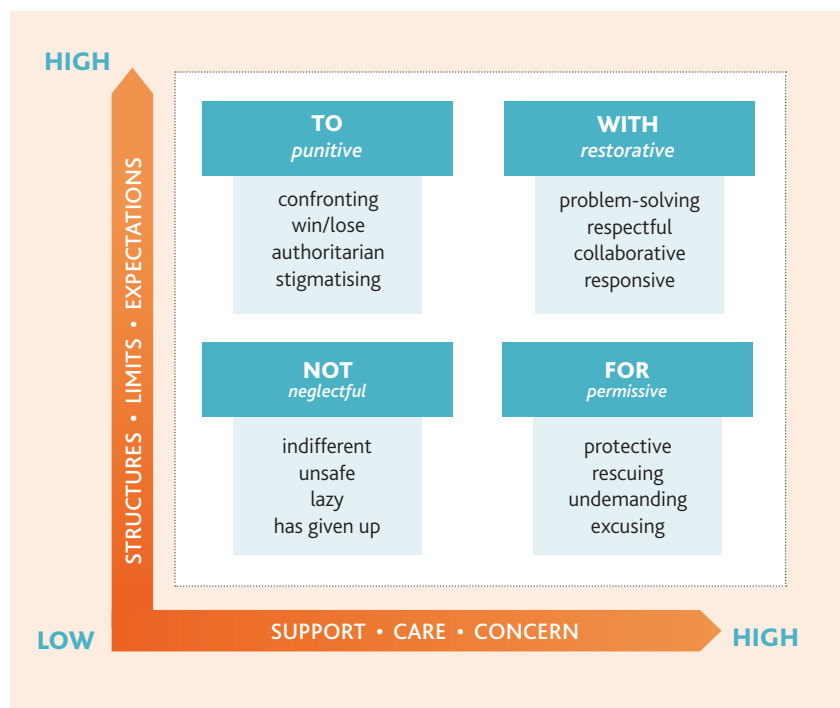 HIGH
STRUCTURES • LIMITS • EXPECTATIONS
TO
punitive
confronting
win/lose
authoritarian
stigmatising
WITH
restorative
problem-solving
respectful
collaborative
responsive
NOT
neglectful
indifferent
unsafe
lazy
has given up
FOR
permissive
protective
rescuing
undemanding
excusing
LOW
SUPPORT • CARE • CONCERN
HIGH